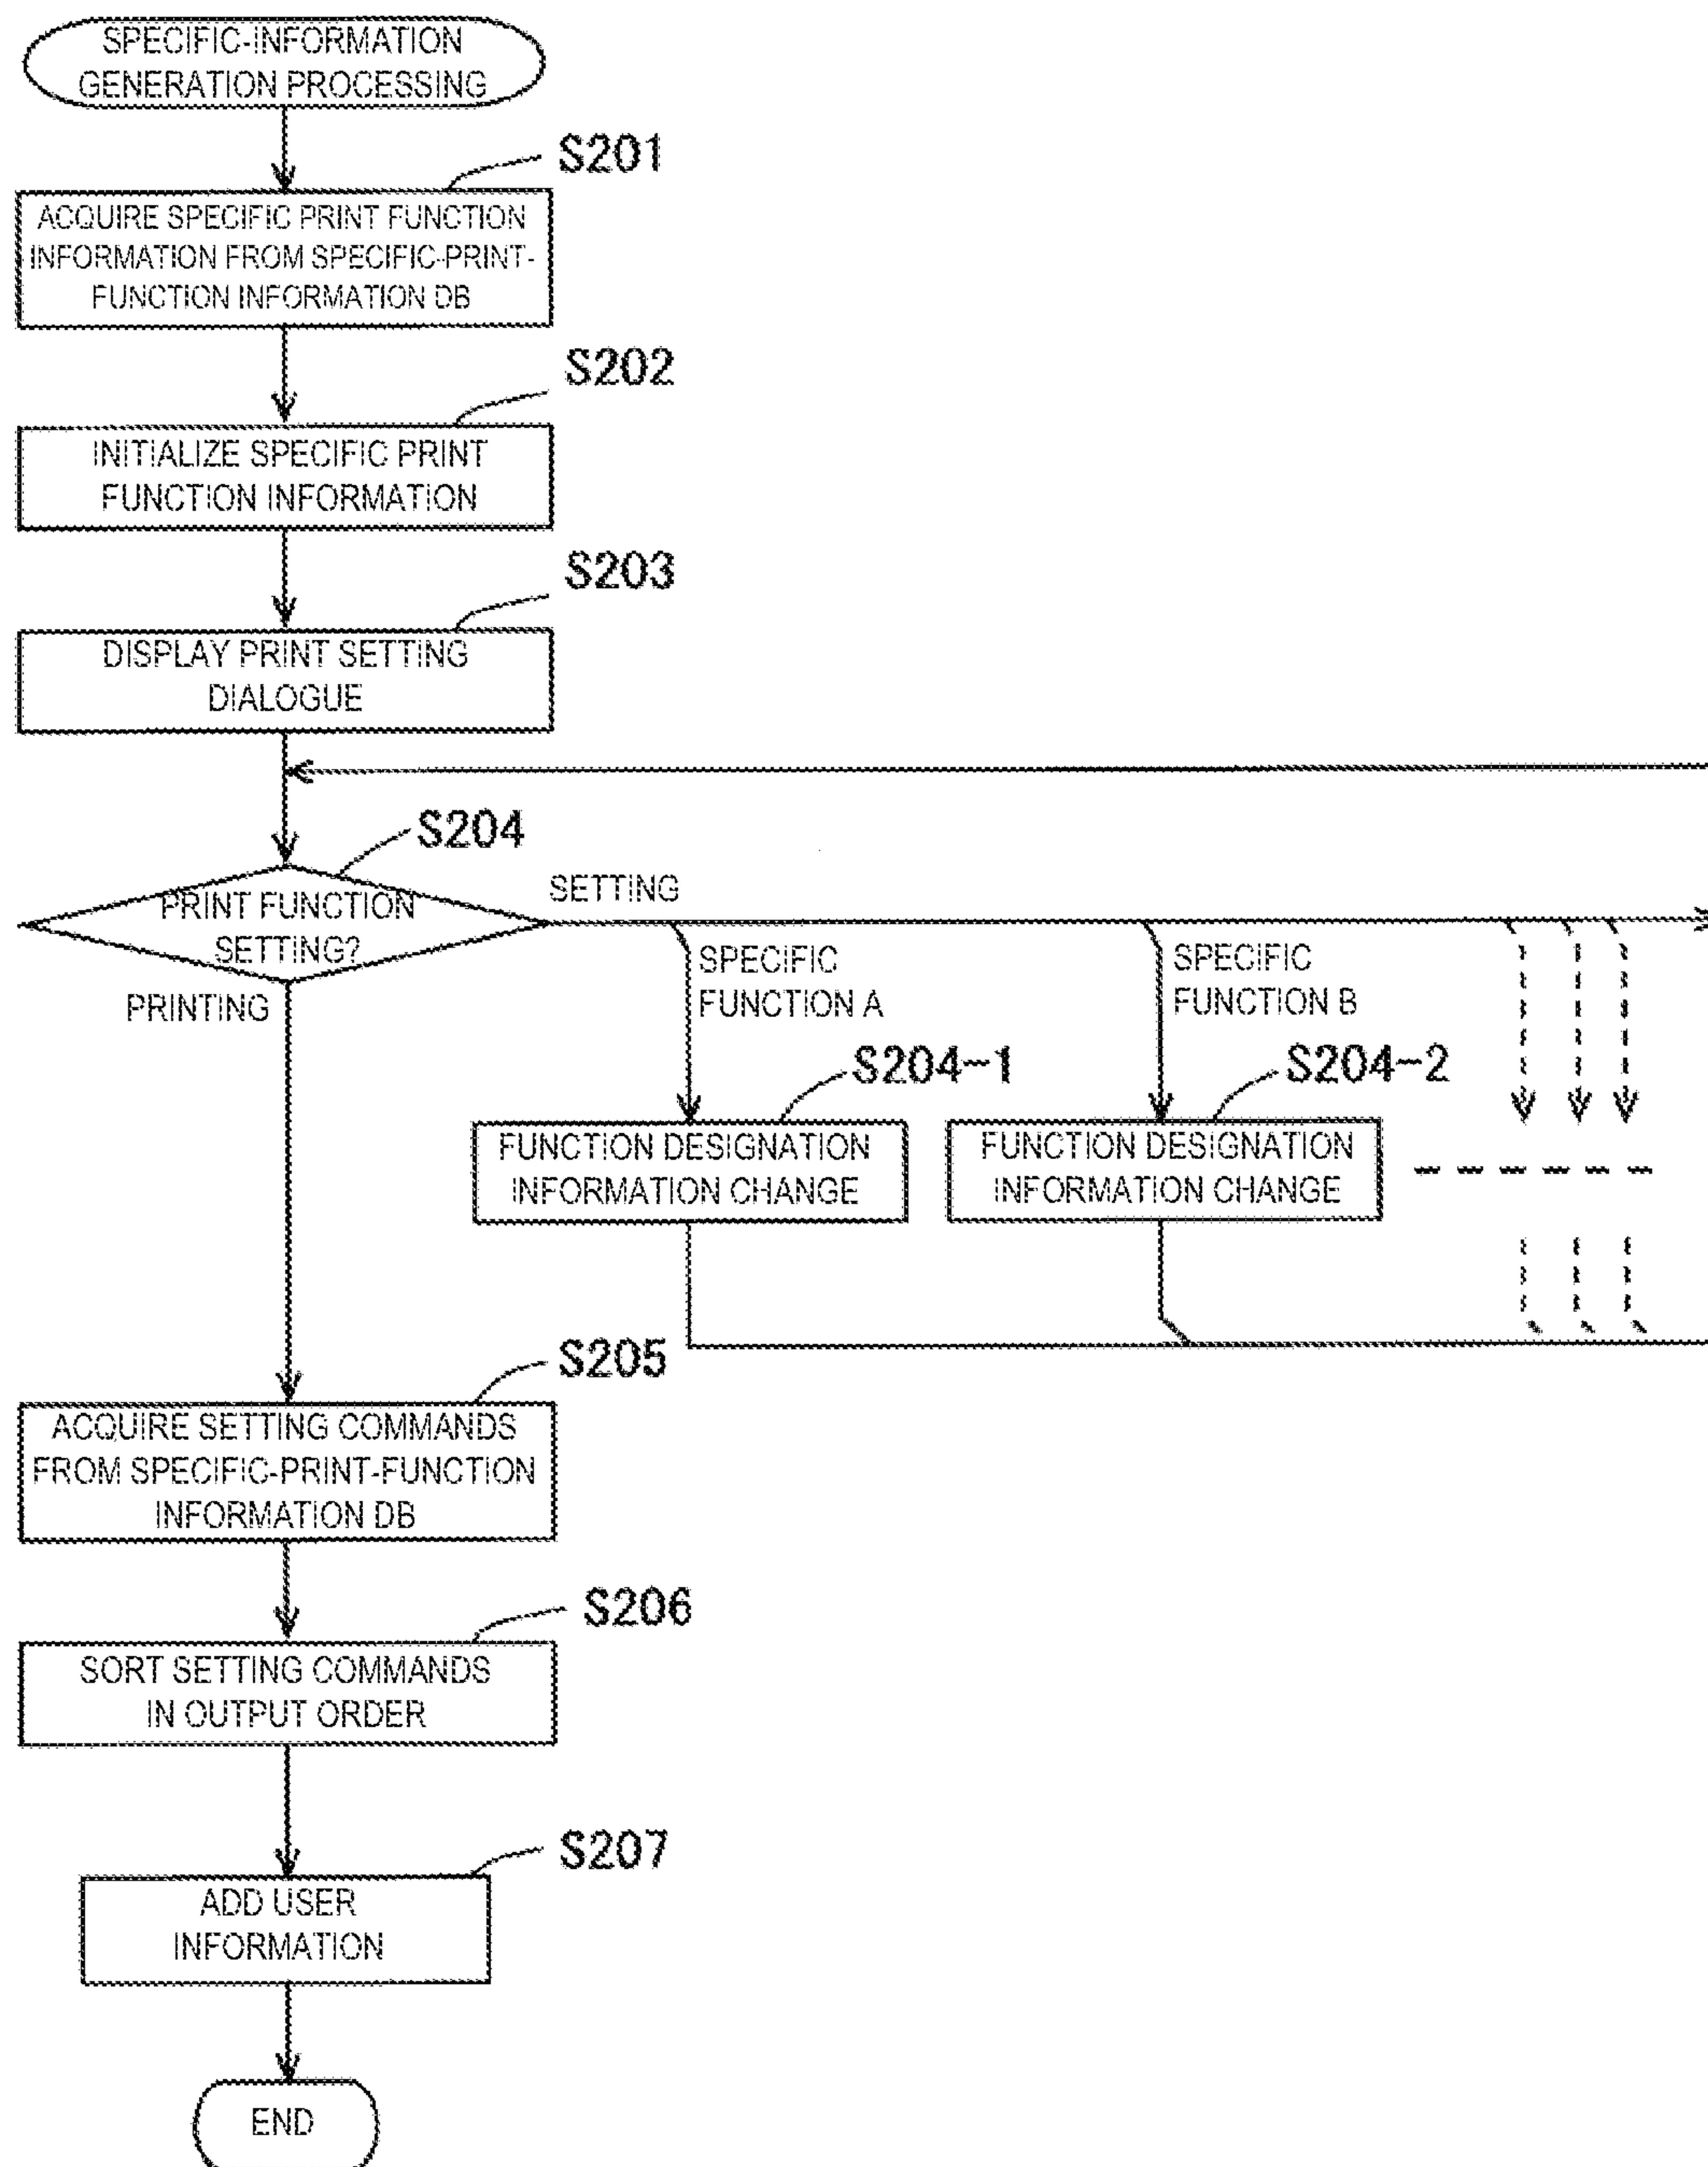 SPECIFIC-INFORMATION
GENERATION PROCESSING
S201
ACQUIRE SPECIFIC PRINT FUNCTION
INFORMATION FROM SPECIFIC-PRINT-
FUNCTION INFORMATION DB
S202
INITIALIZE SPECIFIC PRINT
FUNCTION INFORMATION
S203
DISPLAY PRINT SETTING
DIALOGUE
S204
PRINT FUNCTION
SETTING?
SETTING
PRINTING
SPECIFIC
FUNCTION A
SPECIFIC
FUNCTION B
S204-1
FUNCTION DESIGNATION
INFORMATION CHANGE
S204-2
FUNCTION DESIGNATION
INFORMATION CHANGE
S205
ACQUIRE SETTING COMMANDS
FROM SPECIFIC-PRINT-FUNCTION
INFORMATION DB
S206
SORT SETTING COMMANDS
IN OUTPUT ORDER
S207
ADD USER
INFORMATION
END